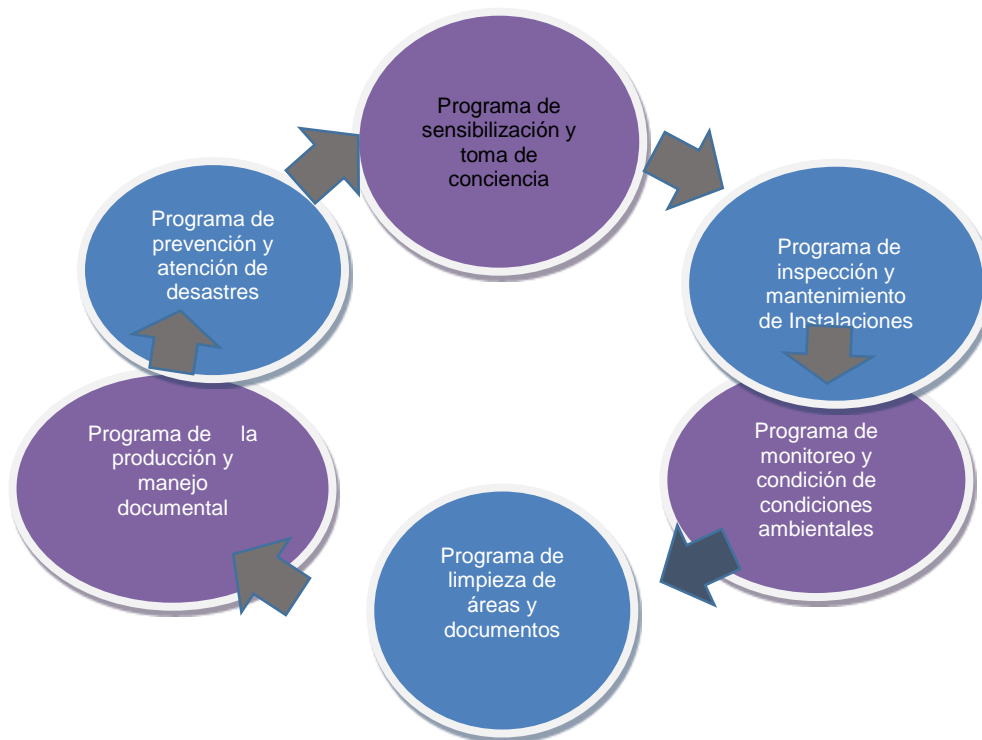 Programa de
sensibilización y
toma de
conciencia
Programa de
inspección y
mantenimiento
de Instalaciones
Programa de
monitoreo y
condición de
condiciones
ambientales
Programa de
limpieza de
áreas y
documentos
Programa de la
producción y
manejo
documental
Programa de
prevención y
atención de
desastres